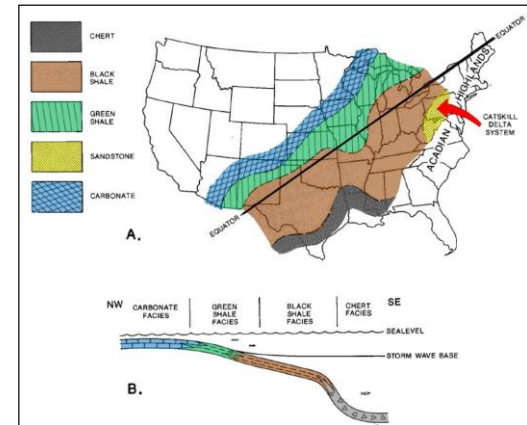 CHERT
BLACK
SHALE
GREEN
SHALE
SANDSTONE
CARBONATE
EQUATOR
ACADIAN HIGHLANDS
CATSKILL
DELTA
SYSTEM
EQUATOR
A.
NW
CARBONATE
FACIES
GREEN
SHALE
FACIES
BLACK
SHALE
FACIES
CHERT
FACIES
SE
SEALEVEL
STORM WAVE BASE
B.